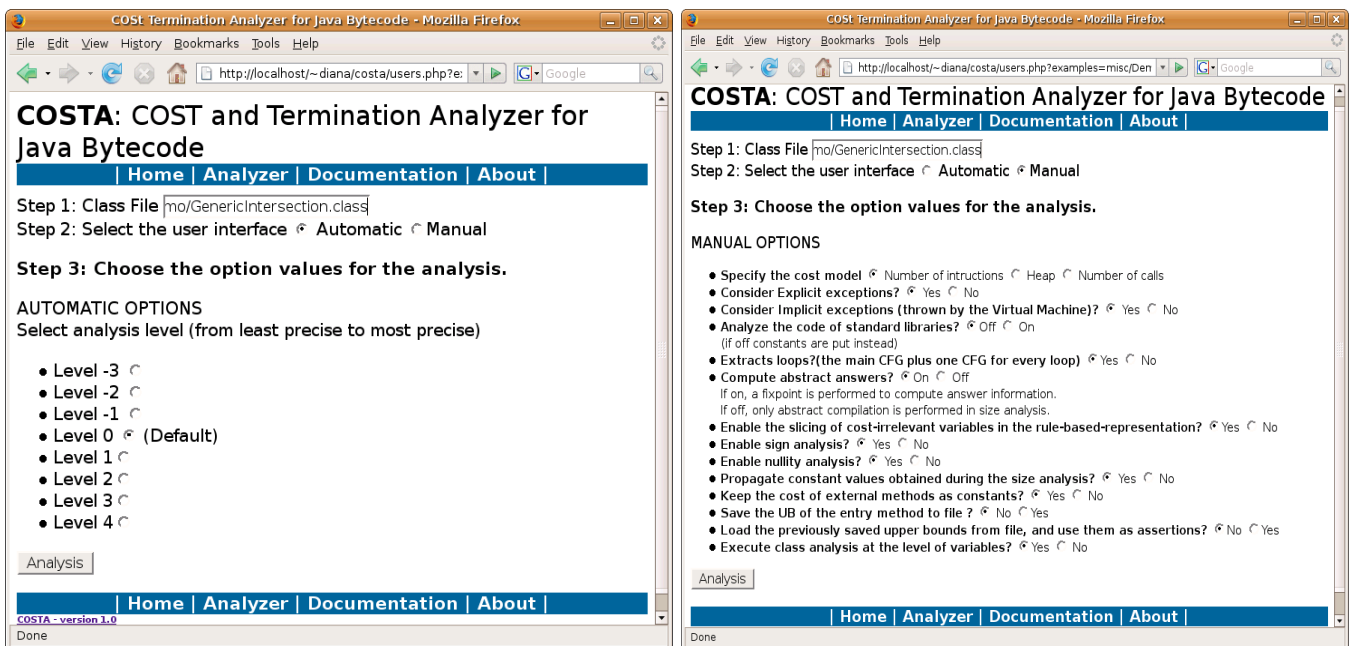 COSt Termination Analyzer for Java Bytecode - Mozilla Firefox
File Edit View History Bookmarks Tools Help
http://localhost/~diana/costa/users.php?e: Google
COSTA: COST and Termination Analyzer for
Java Bytecode
| Home | Analyzer | Documentation | About |
Step 1: Class File mo/GenericIntersection.class
Step 2: Select the user interface Automatic Manual
Step 3: Choose the option values for the analysis.
AUTOMATIC OPTIONS
Select analysis level (from least precise to most precise)
Level -3
Level -2
Level -1
Level 0 (Default)
Level 1
Level 2
Level 3
Level 4
Analysis
| Home | Analyzer | Documentation | About |
COSTA - version 1.0
Done
COSt Termination Analyzer for Java Bytecode - Mozilla Firefox
File Edit View History Bookmarks Tools Help
http://localhost/~diana/costa/users.php?examples=misc/Den Google
COSTA: COST and Termination Analyzer for Java Bytecode
| Home | Analyzer | Documentation | About |
Step 1: Class File mo/GenericIntersection.class
Step 2: Select the user interface Automatic Manual
Step 3: Choose the option values for the analysis.
MANUAL OPTIONS
Specify the cost model Number of intructions Heap Number of calls
Consider Explicit exceptions? Yes No
Consider Implicit exceptions (thrown by the Virtual Machine)? Yes No
Analyze the code of standard libraries? Off On
(if off constants are put instead)
Extracts loops?(the main CFG plus one CFG for every loop) Yes No
Compute abstract answers? On Off
If on, a fixpoint is performed to compute answer information.
If off, only abstract compilation is performed in size analysis.
Enable the slicing of cost-irrelevant variables in the rule-based-representation? Yes No
Enable sign analysis? Yes No
Enable nullity analysis? Yes No
Propagate constant values obtained during the size analysis? Yes No
Keep the cost of external methods as constants? Yes No
Save the UB of the entry method to file ? No Yes
Load the previously saved upper bounds from file, and use them as assertions? No Yes
Execute class analysis at the level of variables? Yes No
Analysis
| Home | Analyzer | Documentation | About |
Done